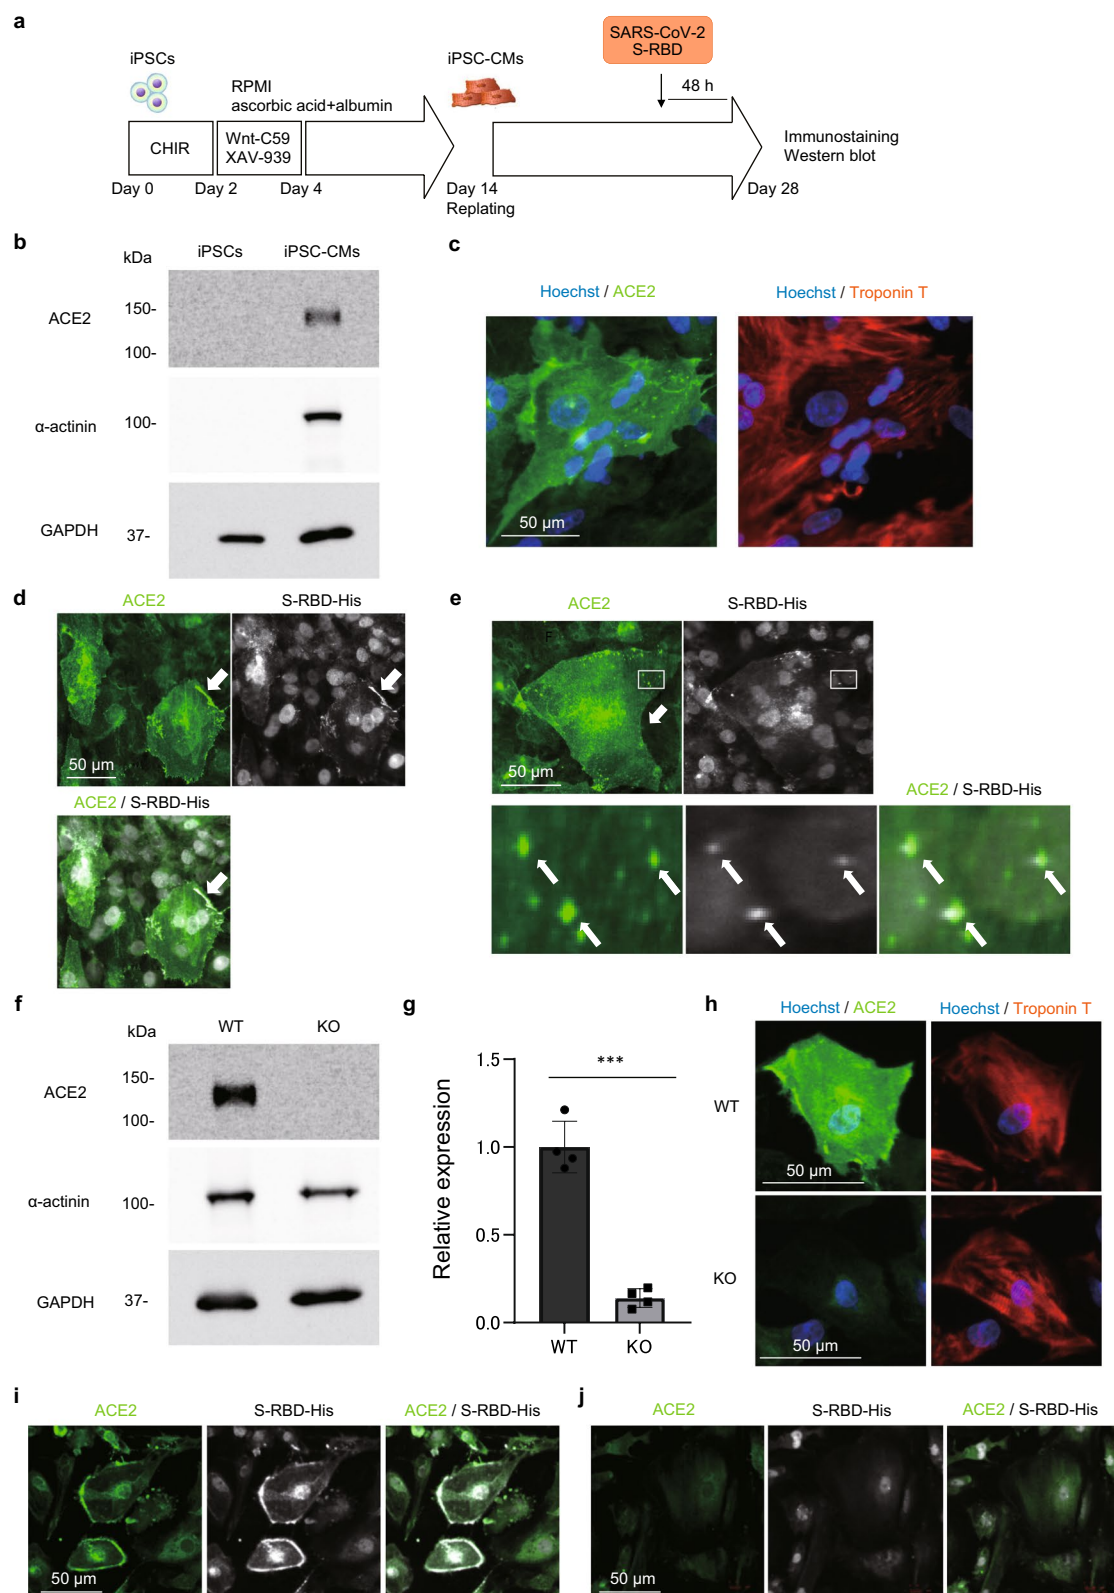 a
SARS-CoV-2
S-RBD
iPSCs
iPSC-CMs
RPMI
ascorbic acid+albumin
48 h
CHIR
Wnt-C59
XAV-939
Immunostaining
Western blot
Day 0
Day 2
Day 4
Day 14
Replating
Day 28
b
kDa
iPSCs
iPSC-CMs
ACE2
150-
100-
α-actinin
100-
GAPDH
37-
c
Hoechst / ACE2
Hoechst / Troponin T
50 µm
d
ACE2
S-RBD-His
50 µm
ACE2 / S-RBD-His
e
ACE2
S-RBD-His
F
50 µm
ACE2 / S-RBD-His
f
kDa
WT
KO
ACE2
150-
100-
α-actinin
100-
GAPDH
37-
g
Relative expression
1.5
1.0
0.5
0.0
***
WT
KO
h
Hoechst / ACE2
Hoechst / Troponin T
WT
50 µm
KO
50 µm
i
ACE2
S-RBD-His
ACE2 / S-RBD-His
50 µm
j
ACE2
S-RBD-His
ACE2 / S-RBD-His
50 µm